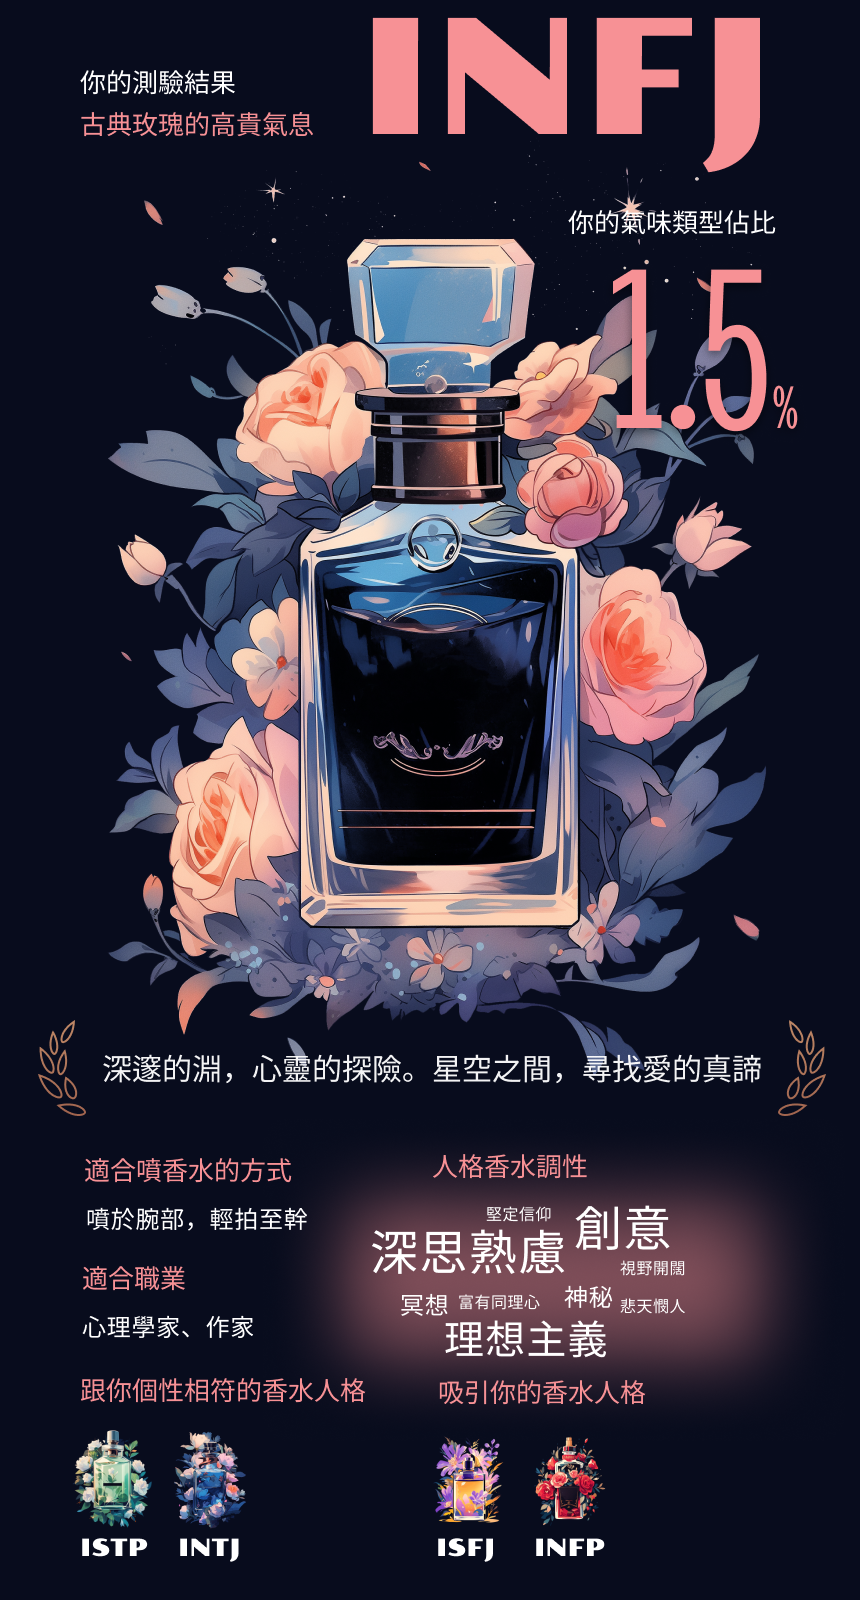 INFJ
你的測驗結果
古典玫瑰的高貴氣息
你的氣味類型佔比
1.5%
深邃的淵，心靈的探險。星空之間，尋找愛的真諦
適合噴香水的方式
噴於腕部，輕拍至幹
適合職業
心理學家、作家
人格香水調性
堅定信仰
創意
深思熟慮
視野開闊
冥想
富有同理心
神秘
悲天憫人
理想主義
跟你個性相符的香水人格
ISTP
INTJ
吸引你的香水人格
ISFJ
INFP